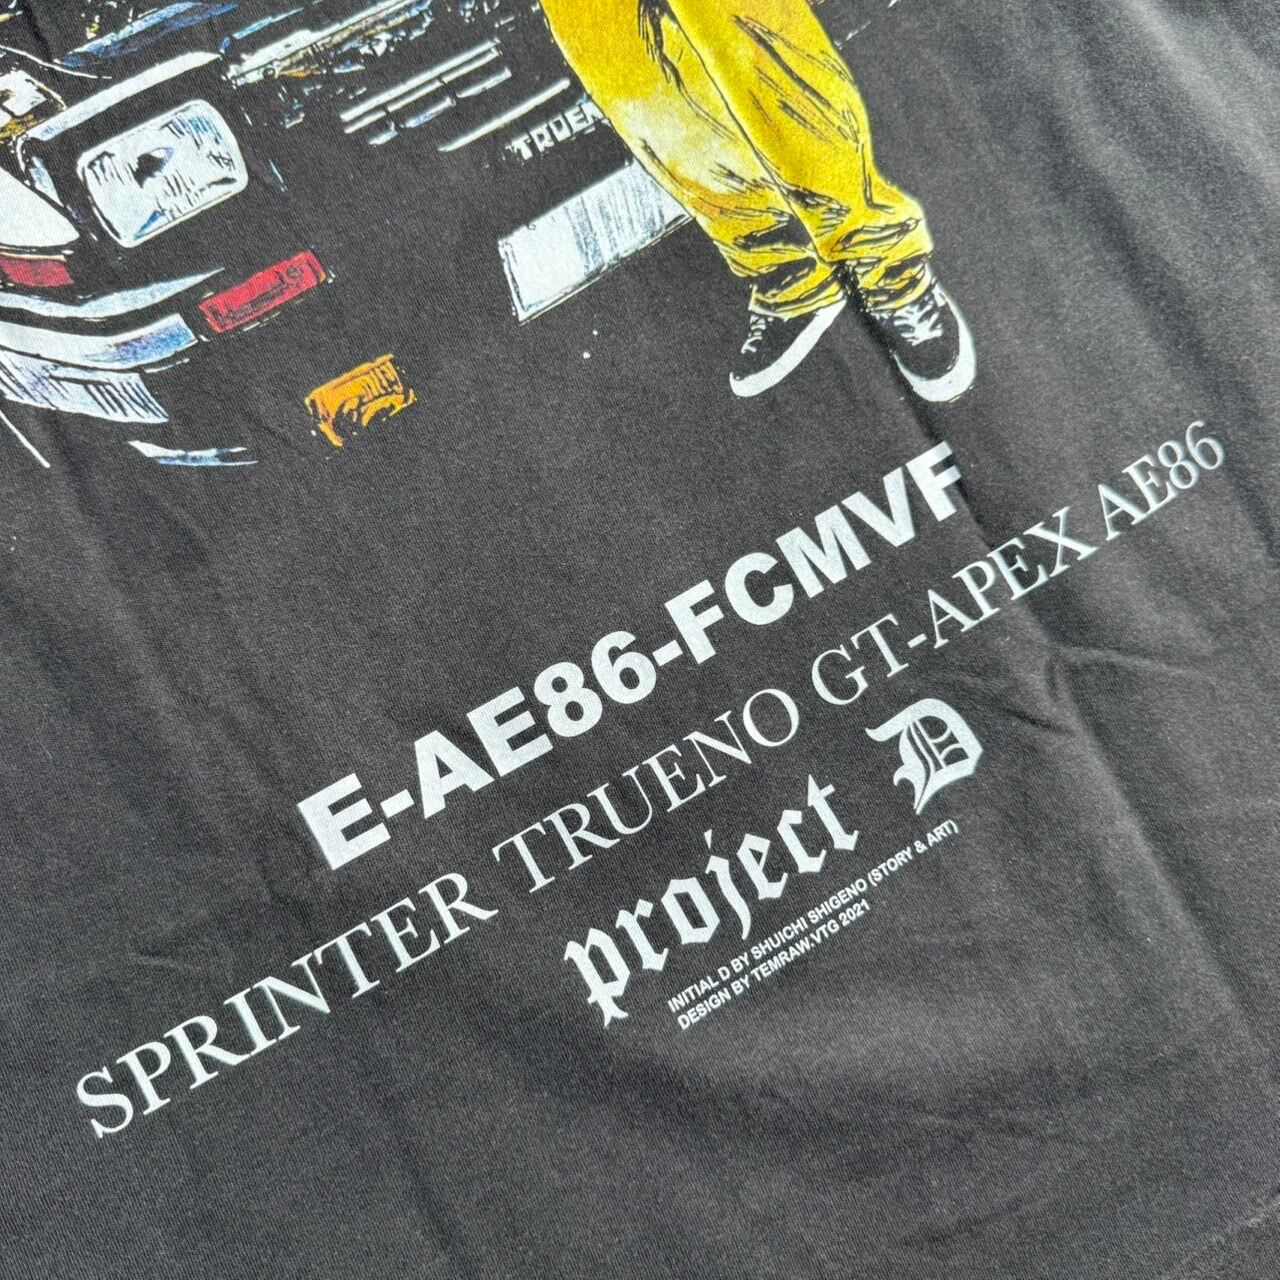 TRUEN
E-AE86-FCMVF
SPRINTER TRUENO GT-APEX AE86
project D
INITIAL D BY SHUICHI SHIGENO (STORY & ART)
DESIGN BY TEMRAW.VTG 2021